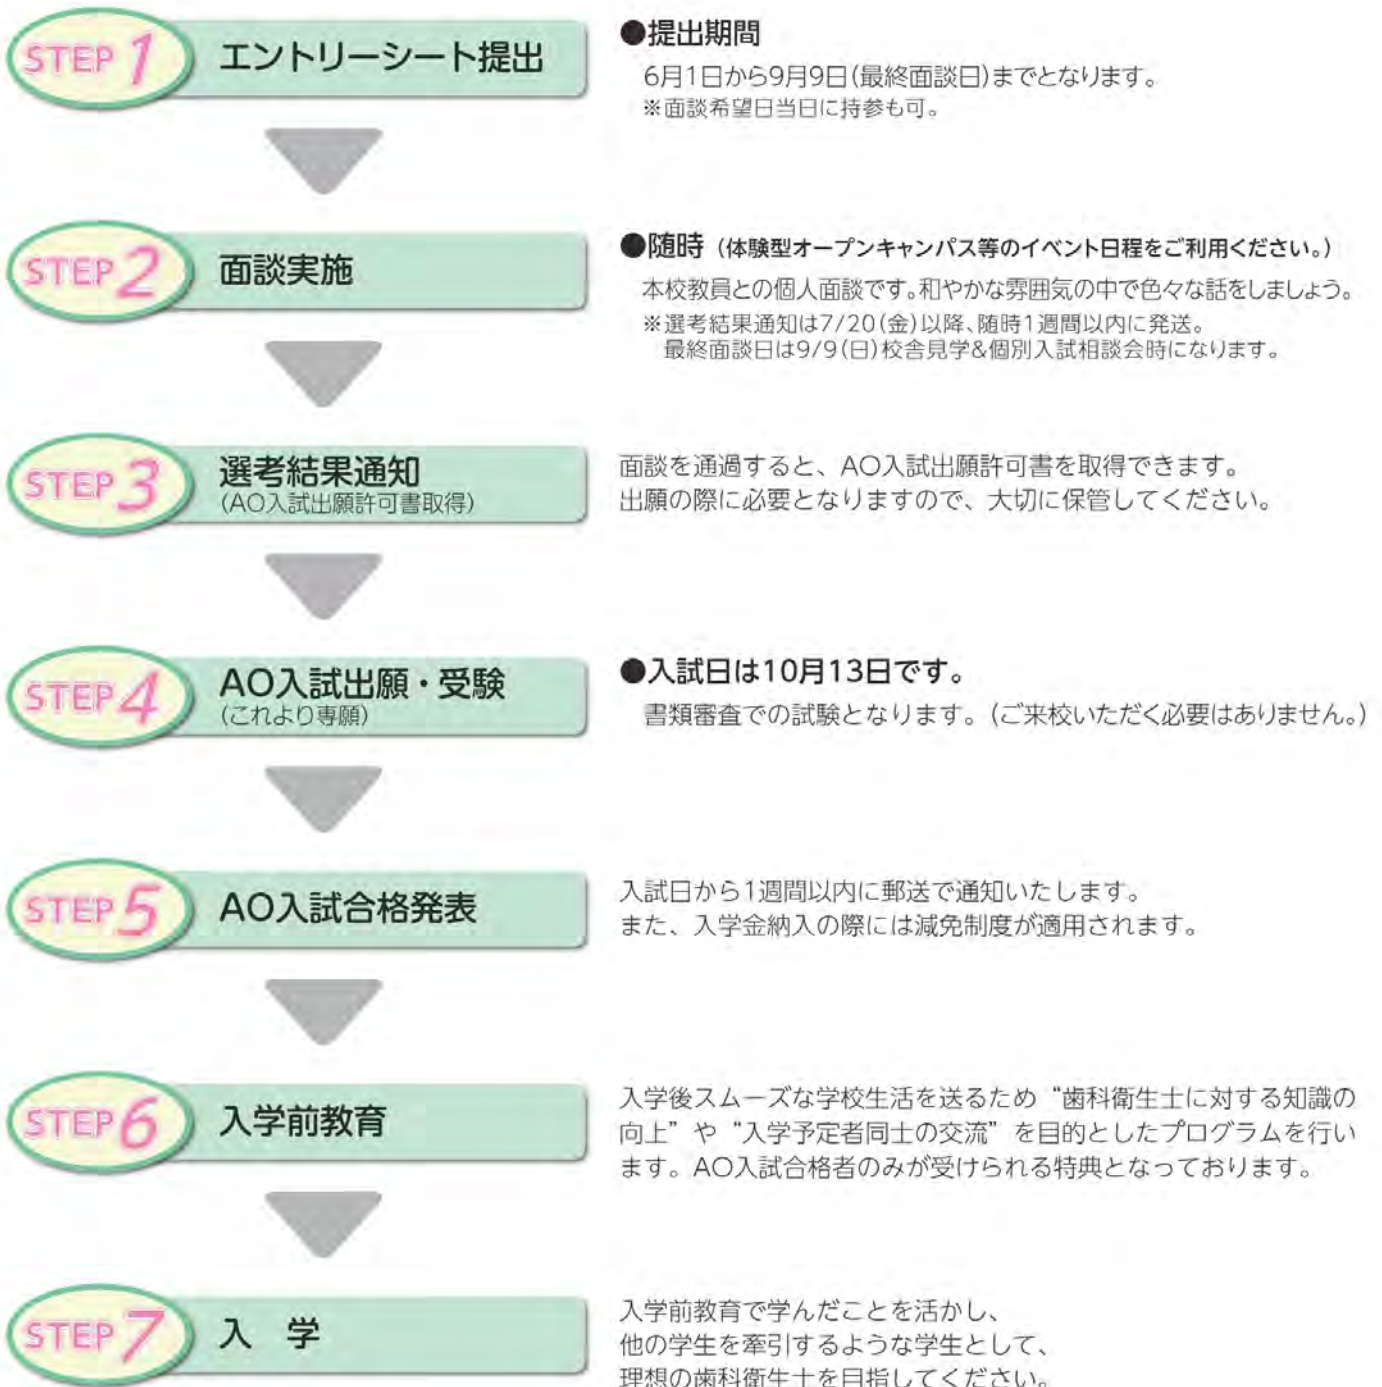 STEP 1
エントリーシート提出
●提出期間
6月1日から9月9日(最終面談日)までとなります。
※面談希望日当日に持参も可。
STEP 2
面談実施
●随時（体験型オープンキャンパス等のイベント日程をご利用ください。）
本校教員との個人面談です。和やかな雰囲気の中で色々な話をしましょう。
※選考結果通知は7/20(金)以降、随時1週間以内に発送。
最終面談日は9/9(日)校舎見学&個別入試相談会時になります。
STEP 3
選考結果通知
(AO入試出願許可書取得)
面談を通過すると、AO入試出願許可書を取得できます。
出願の際に必要となりますので、大切に保管してください。
STEP 4
AO入試出願・受験
(これより専願)
●入試日は10月13日です。
書類審査での試験となります。(ご来校いただく必要はありません。)
STEP 5
AO入試合格発表
入試日から1週間以内に郵送で通知いたします。
また、入学金納入の際には減免制度が適用されます。
STEP 6
入学前教育
入学後スムーズな学校生活を送るため“歯科衛生士に対する知識の
向上”や“入学予定者同士の交流”を目的としたプログラムを行い
ます。AO入試合格者のみが受けられる特典となっております。
STEP 7
入　学
入学前教育で学んだことを活かし、
他の学生を牽引するような学生として、
理想の歯科衛生士を目指してください。